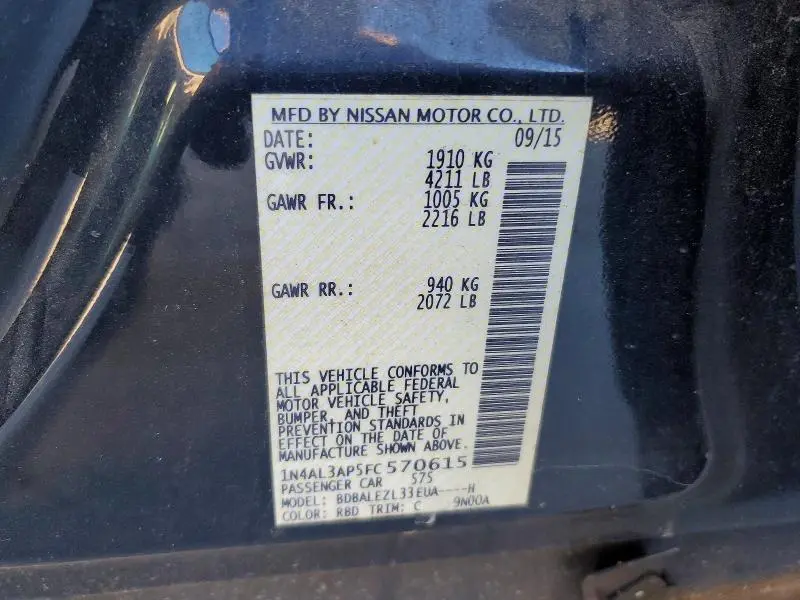 MFD BY NISSAN MOTOR CO., LTD.
DATE: 09/15
GVWR: 1910 KG
4211 LB
GAWR FR.: 1005 KG
2216 LB
GAWR RR.: 940 KG
2072 LB
THIS VEHICLE CONFORMS TO
ALL APPLICABLE FEDERAL
MOTOR VEHICLE SAFETY,
BUMPER, AND THEFT
PREVENTION STANDARDS IN
EFFECT ON THE DATE OF
MANUFACTURE SHOWN ABOVE.
1N4AL3AP5FC570615
PASSENGER CAR 575
MODEL: BDBALEZL33EUA----H
COLOR: RBD TRIM: C 9N00A